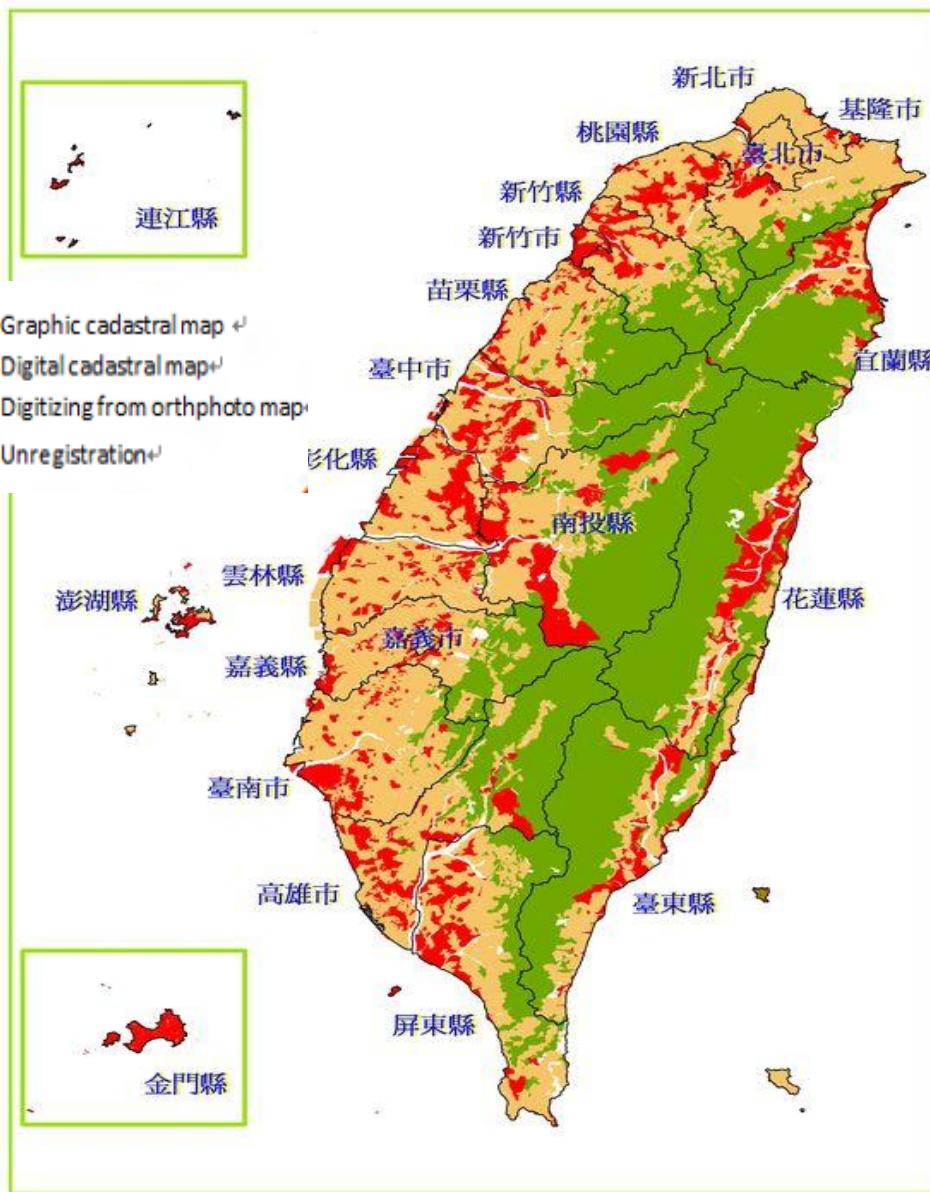 新北市
基隆市
桃園縣
臺北市
新竹縣
連江縣
新竹市
苗栗縣
Graphic cadastral map ↵
Digital cadastral map↵
臺中市
宜蘭縣
Digitizing from orthphoto map
Unregistration↵
彰化縣
南投縣
雲林縣
澎湖縣
花蓮縣
嘉義市
嘉義縣
臺南市
高雄市
臺東縣
屏東縣
金門縣